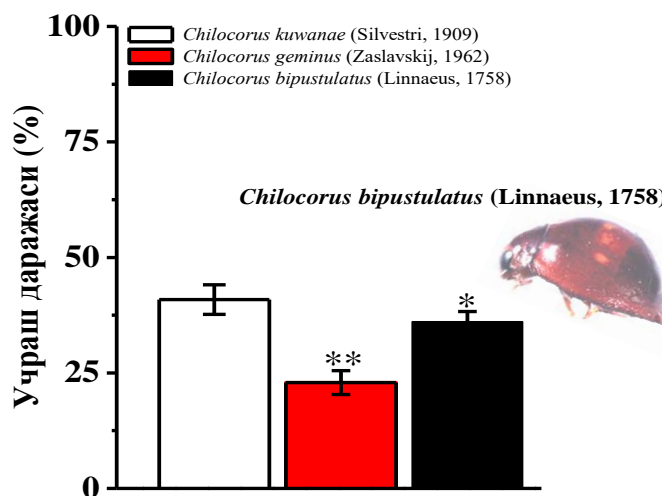 100
Chilocorus kuwanae (Silvestri, 1909)
Chilocorus geminus (Zaslavskij, 1962)
Chilocorus bipustulatus (Linnaeus, 1758)
75
Учраш даражаси (%)
Chilocorus bipustulatus (Linnaeus, 1758)
50
*
**
25
0